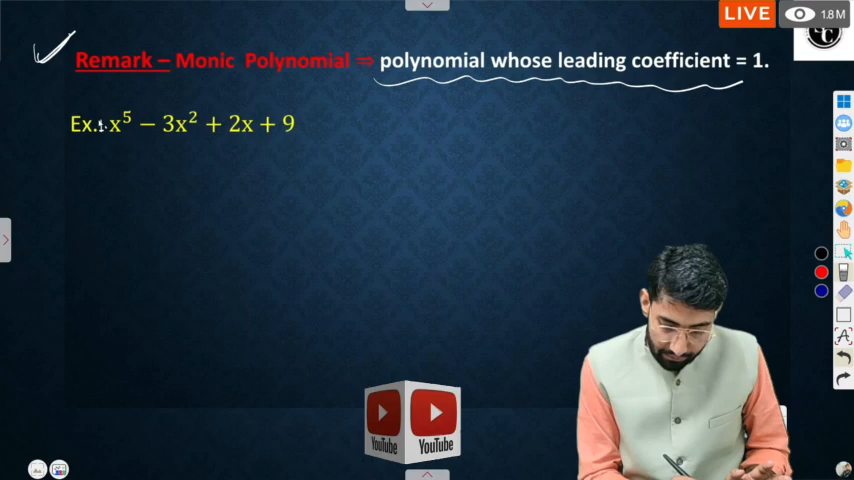 LIVE 1.8M
Remark – Monic Polynomial ⇒ polynomial whose leading coefficient = 1.
Ex.:1·x⁵ − 3x² + 2x + 9
YouTube YouTube